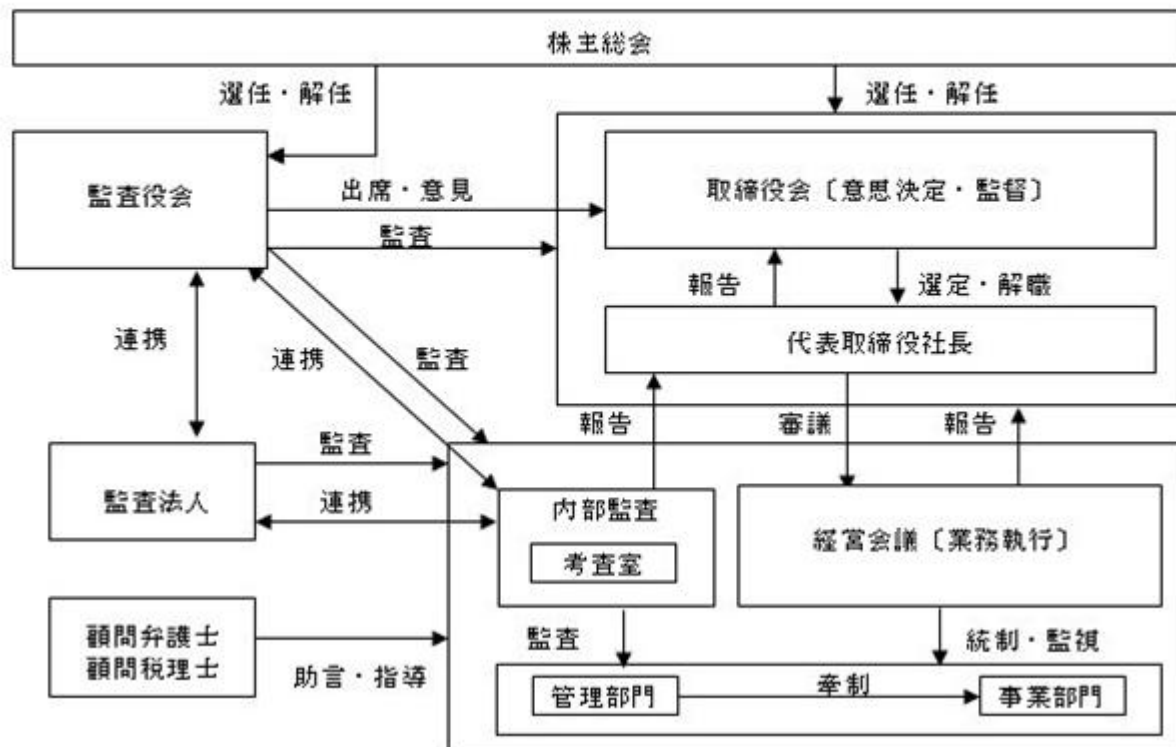 株主総会
選任・解任
選任・解任
監査役会
出席・意見
取締役会〔意思決定・監督〕
監査
報告
選定・解職
連携
連携
監査
代表取締役社長
報告
審議
報告
監査
監査法人
連携
内部監査
考査室
経営会議〔業務執行〕
顧問弁護士
顧問税理士
助言・指導
監査
統制・監視
管理部門
牽制
事業部門